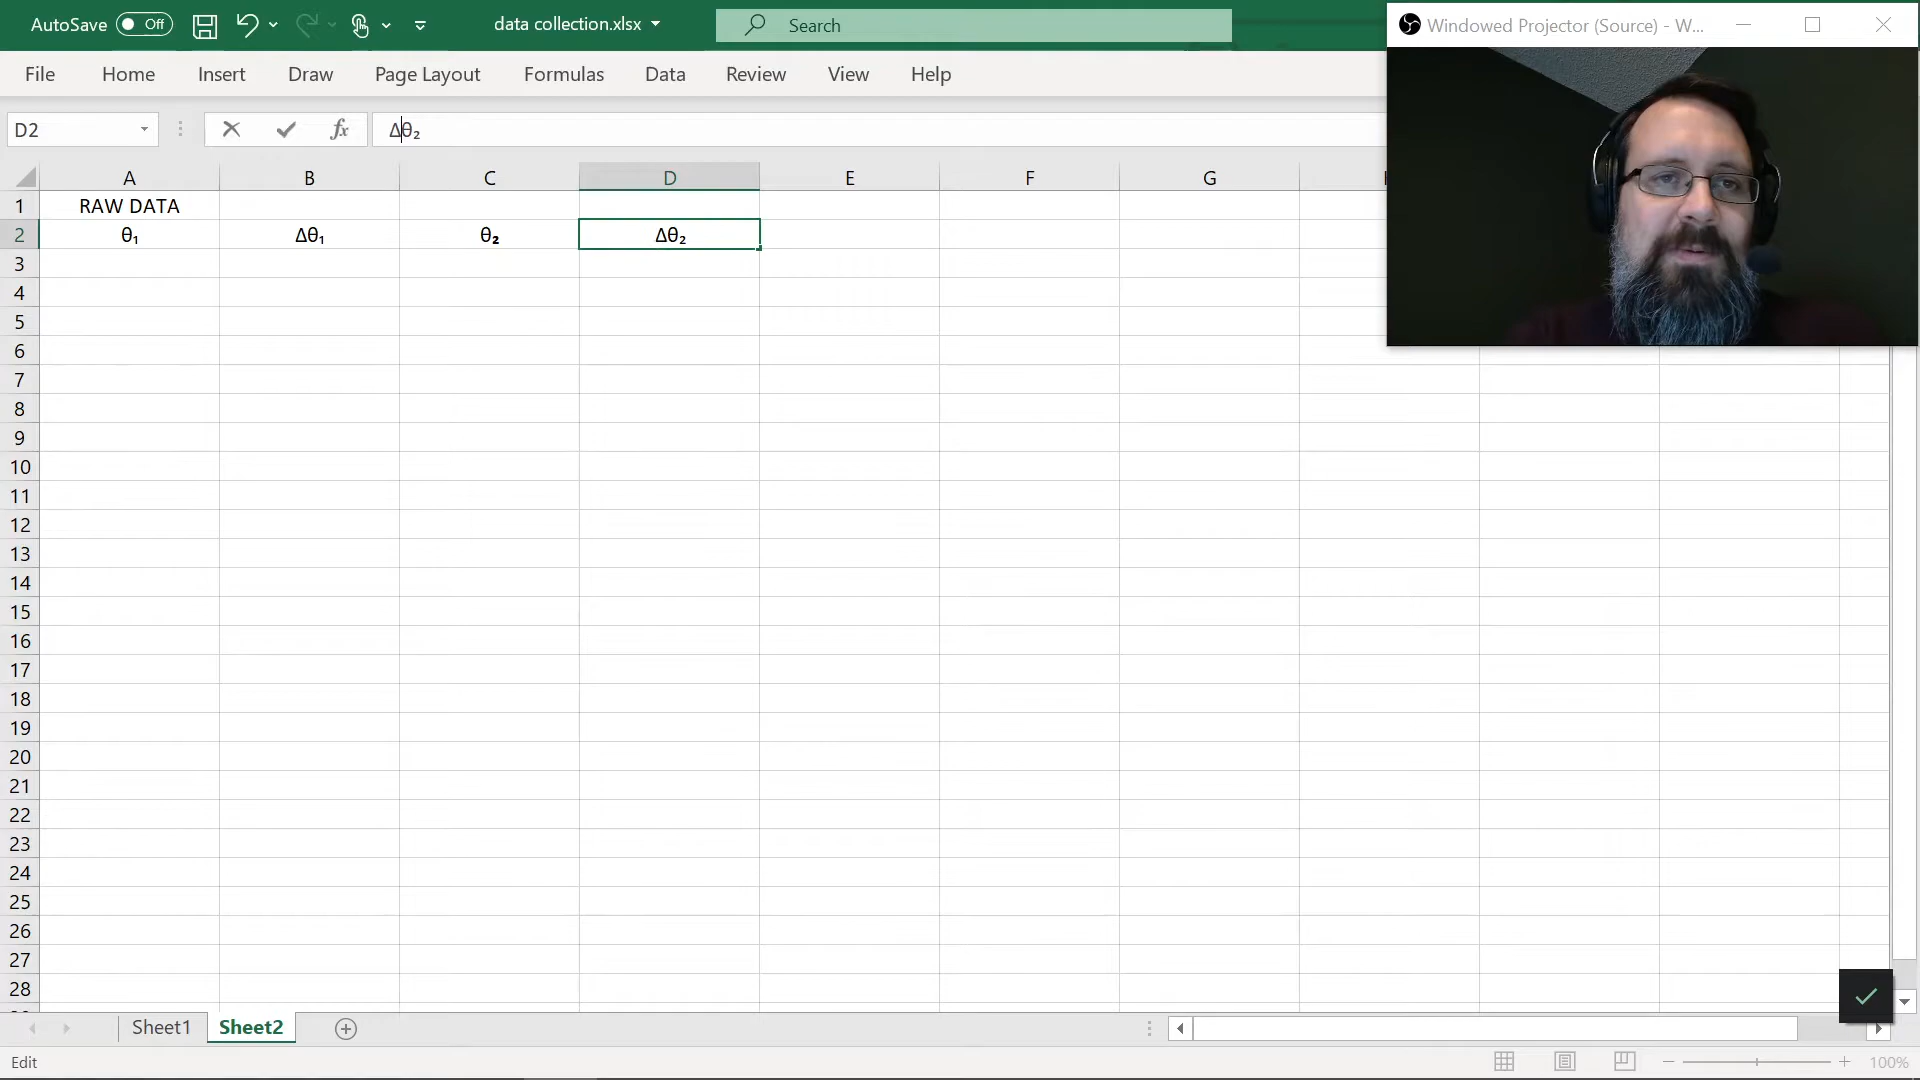 AutoSave Off data collection.xlsx Search
Windowed Projector (Source) - W...
File Home Insert Draw Page Layout Formulas Data Review View Help
D2 fx Δθ₂
A B C D E F G
1 RAW DATA
2 θ₁ Δθ₁ θ₂ Δθ₂
3
4
5
6
7
8
9
10
11
12
13
14
15
16
17
18
19
20
21
22
23
24
25
26
27
28
Sheet1 Sheet2
Edit 100%